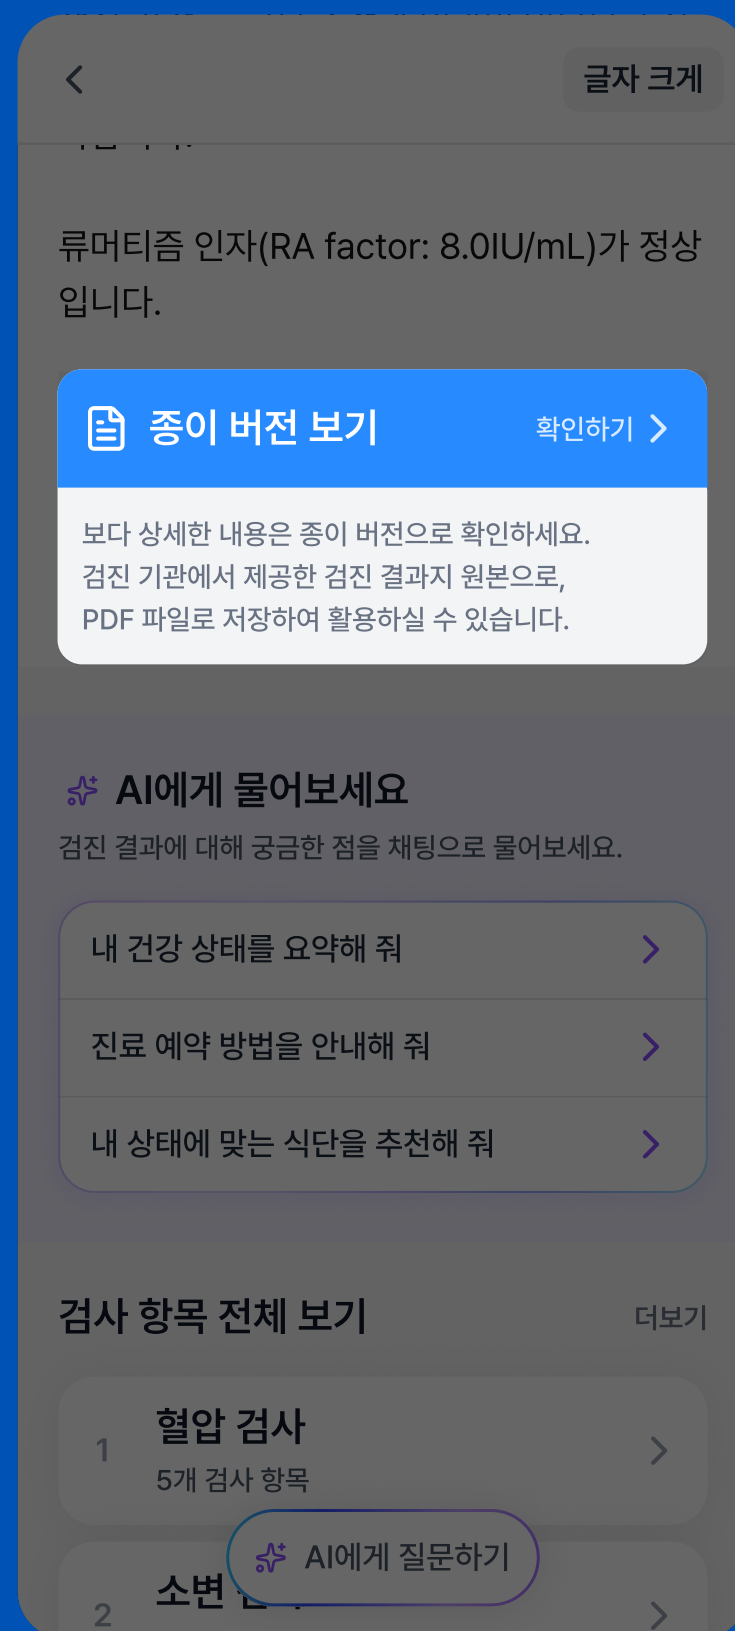 글자 크게
류머티즘 인자(RA factor: 8.0IU/mL)가 정상
입니다.
종이 버전 보기
확인하기
보다 상세한 내용은 종이 버전으로 확인하세요.
검진 기관에서 제공한 검진 결과지 원본으로,
PDF 파일로 저장하여 활용하실 수 있습니다.
AI에게 물어보세요
검진 결과에 대해 궁금한 점을 채팅으로 물어보세요.
내 건강 상태를 요약해 줘
진료 예약 방법을 안내해 줘
내 상태에 맞는 식단을 추천해 줘
검사 항목 전체 보기
더보기
1
혈압 검사
5개 검사 항목
AI에게 질문하기
2
소변